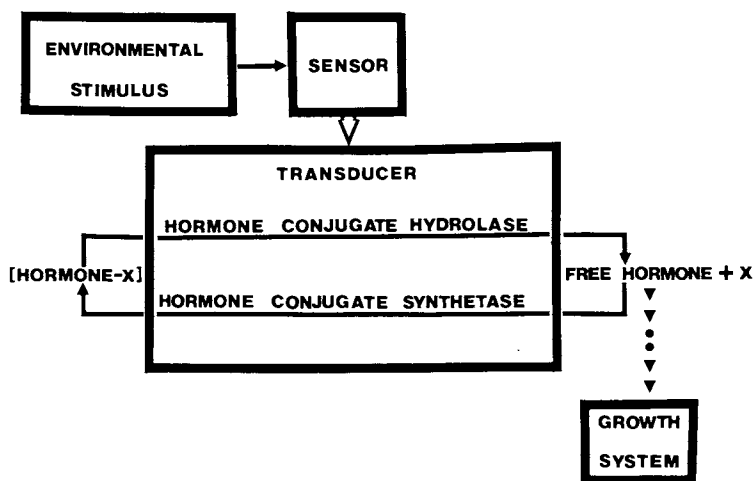 ENVIRONMENTAL
STIMULUS
SENSOR
TRANSDUCER
HORMONE CONJUGATE HYDROLASE
[HORMONE-X]
FREE HORMONE + X
HORMONE CONJUGATE SYNTHETASE
GROWTH
SYSTEM